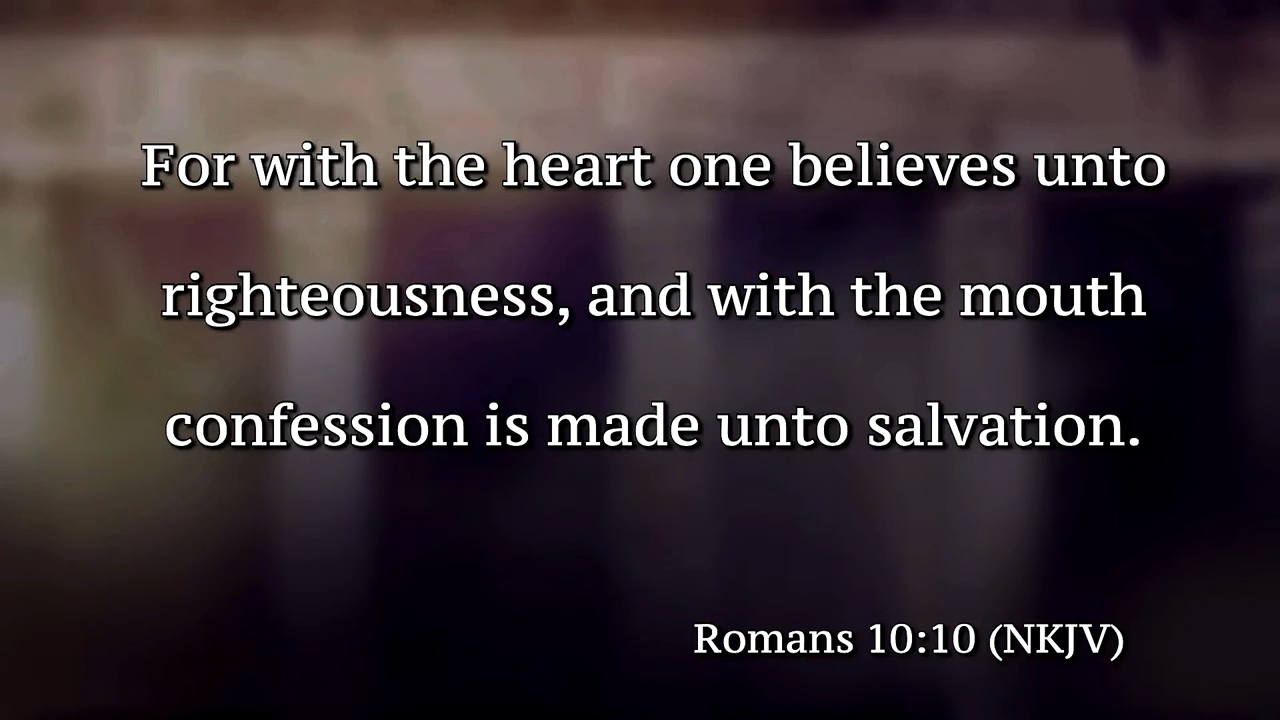 For with the heart one believes unto
righteousness, and with the mouth
confession is made unto salvation.
Romans 10:10 (NKJV)